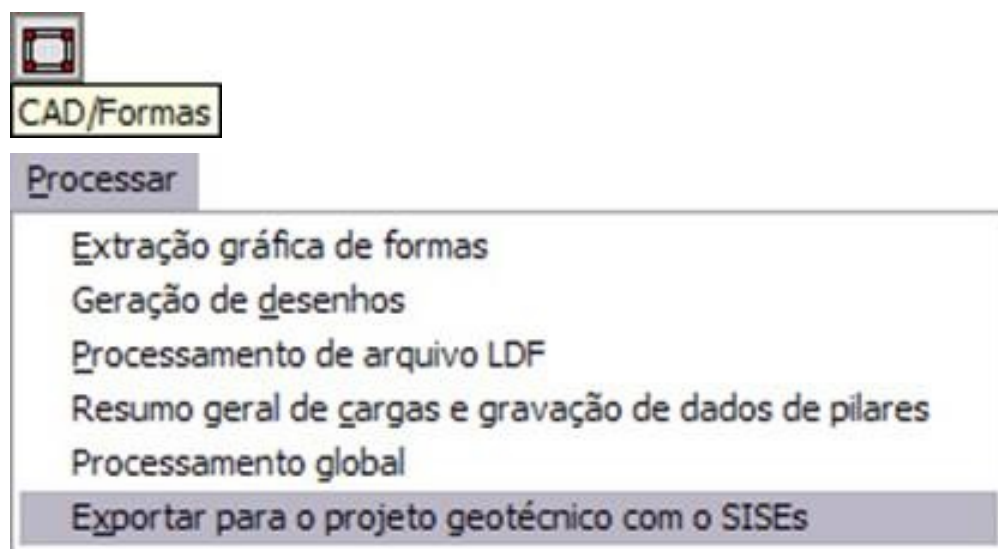 CAD/Formas
Processar
Extração gráfica de formas
Geração de desenhos
Processamento de arquivo LDF
Resumo geral de cargas e gravação de dados de pilares
Processamento global
Exportar para o projeto geotécnico com o SISEs